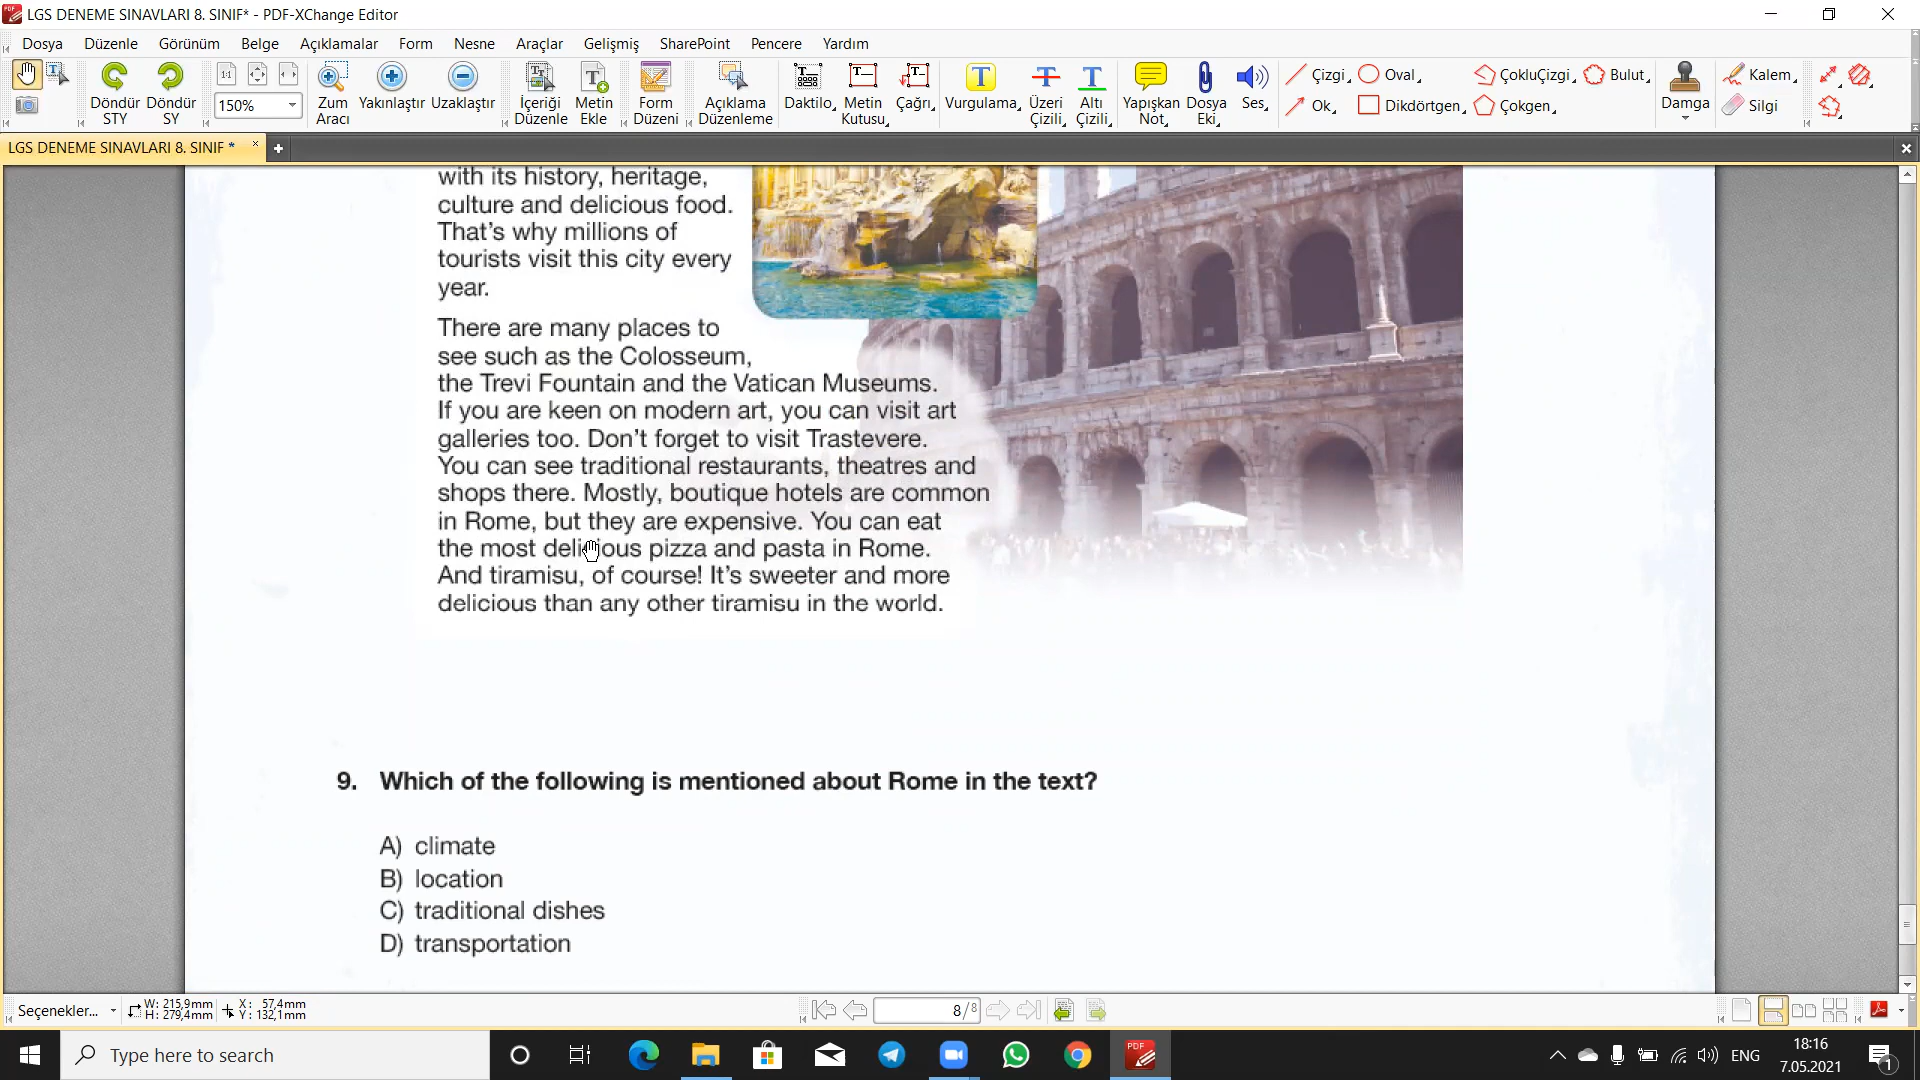 LGS DENEME SINAVLARI 8. SINIF* - PDF-XChange Editor
Dosya Düzenle Görünüm Belge Açıklamalar Form Nesne Araçlar Gelişmiş SharePoint Pencere Yardım
Döndür STY
Döndür SY
150%
Zum Aracı
Yakınlaştır
Uzaklaştır
İçeriği Düzenle
Metin Ekle
Form Düzeni
Açıklama Düzenleme
Daktilo
Metin Kutusu
Çağrı
Vurgulama
Üzeri Çizili
Altı Çizili
Yapışkan Not
Dosya Eki
Ses
Çizgi
Ok
Oval
Dikdörtgen
ÇokluÇizgi
Çokgen
Bulut
Damga
Kalem
Silgi
LGS DENEME SINAVLARI 8. SINIF *
with its history, heritage,
culture and delicious food.
That's why millions of
tourists visit this city every
year.
There are many places to
see such as the Colosseum,
the Trevi Fountain and the Vatican Museums.
If you are keen on modern art, you can visit art
galleries too. Don't forget to visit Trastevere.
You can see traditional restaurants, theatres and
shops there. Mostly, boutique hotels are common
in Rome, but they are expensive. You can eat
the most delicious pizza and pasta in Rome.
And tiramisu, of course! It's sweeter and more
delicious than any other tiramisu in the world.
9. Which of the following is mentioned about Rome in the text?
A) climate
B) location
C) traditional dishes
D) transportation
Seçenekler...
W: 215,9mm
H: 279,4mm
X: 57,4mm
Y: 132,1mm
8/8
Type here to search
ENG
18:16
7.05.2021
1